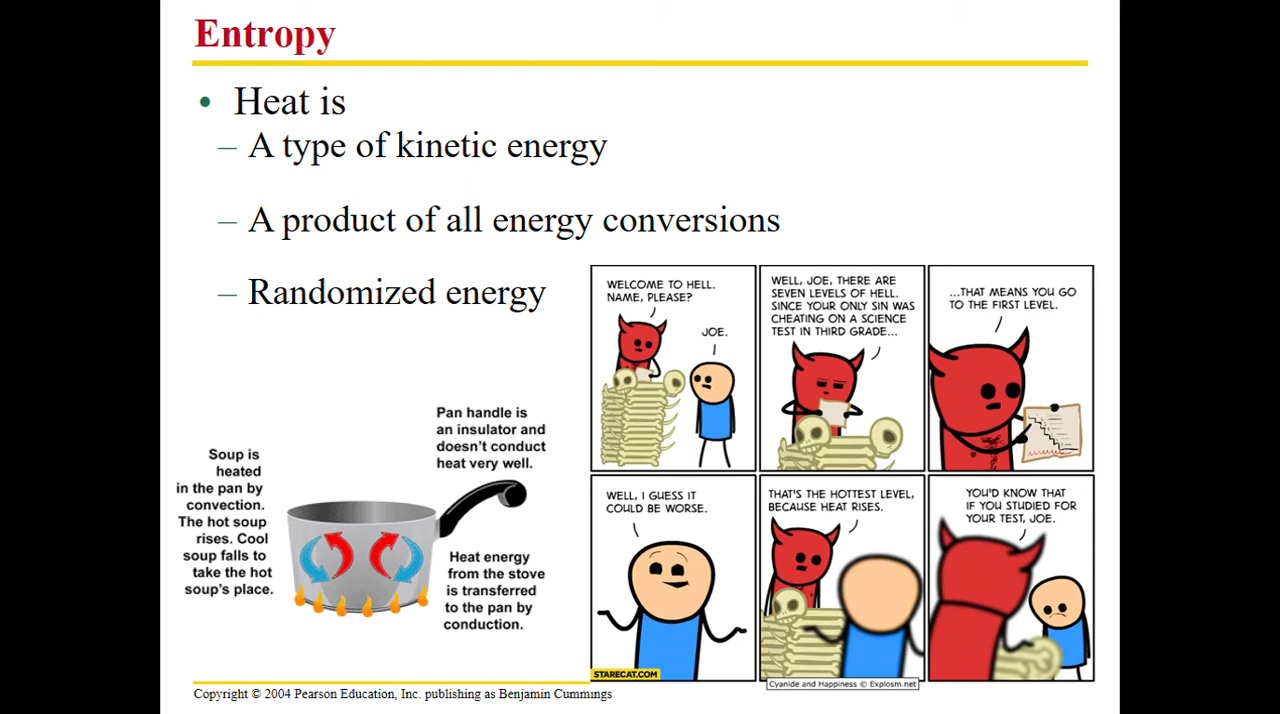 Entropy
• Heat is
– A type of kinetic energy
– A product of all energy conversions
– Randomized energy
Soup is
heated
in the pan by
convection.
The hot soup
rises. Cool
soup falls to
take the hot
soup's place.
Pan handle is
an insulator and
doesn't conduct
heat very well.
Heat energy
from the stove
is transferred
to the pan by
conduction.
WELCOME TO HELL.
NAME, PLEASE?
JOE.
WELL, JOE, THERE ARE
SEVEN LEVELS OF HELL.
SINCE YOUR ONLY SIN WAS
CHEATING ON A SCIENCE
TEST IN THIRD GRADE...
...THAT MEANS YOU GO
TO THE FIRST LEVEL.
WELL, I GUESS IT
COULD BE WORSE.
THAT'S THE HOTTEST LEVEL,
BECAUSE HEAT RISES.
YOU'D KNOW THAT
IF YOU STUDIED FOR
YOUR TEST, JOE.
STARECAT.COM
Cyanide and Happiness © Explosm.net
Copyright © 2004 Pearson Education, Inc. publishing as Benjamin Cummings